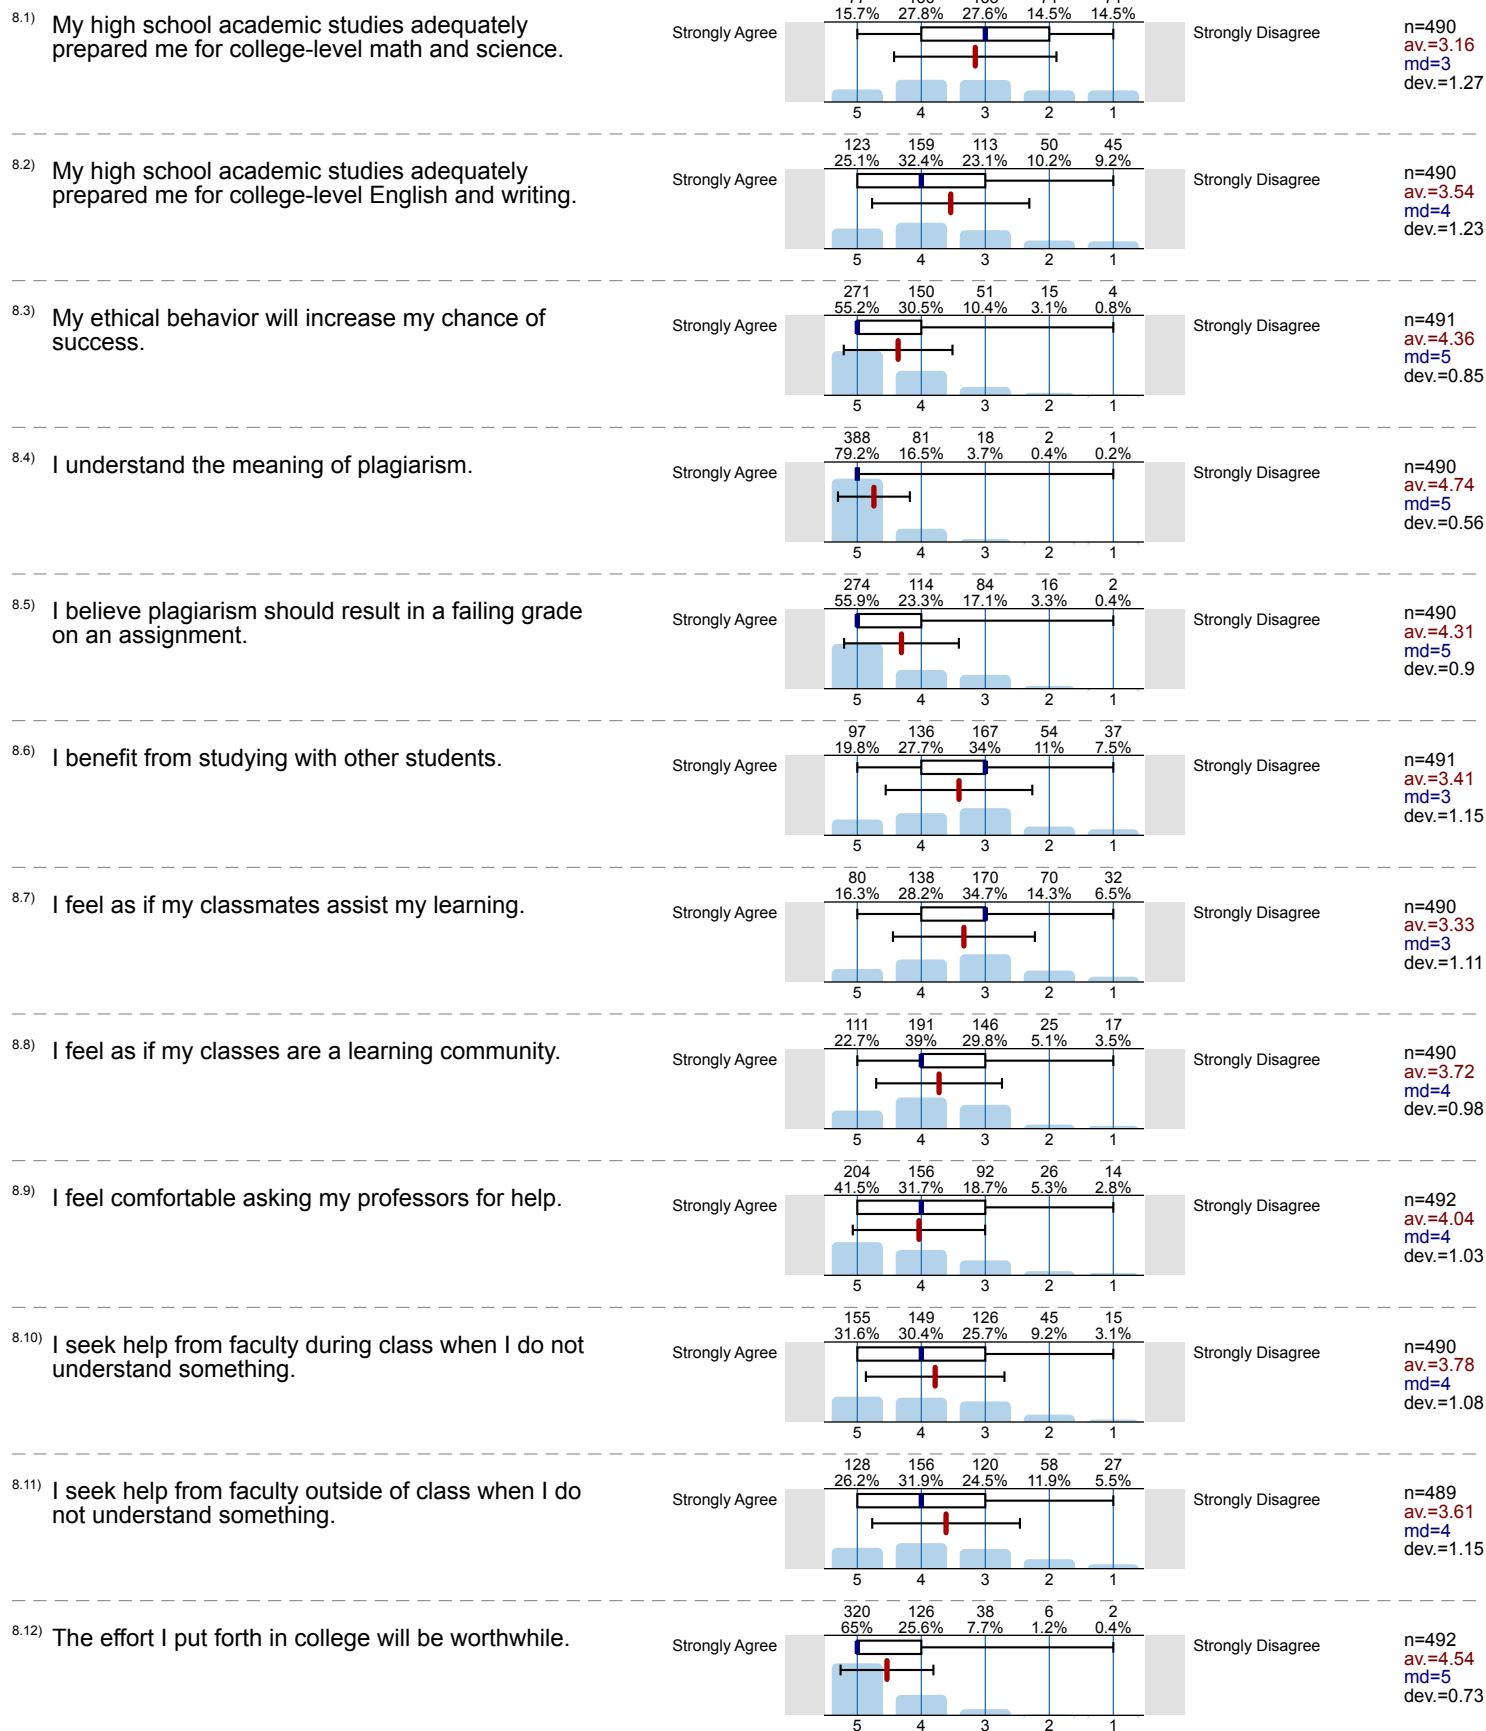 8.1) My high school academic studies adequately
prepared me for college-level math and science.
Strongly Agree
15.7% 27.8% 27.6% 14.5% 14.5%
5 4 3 2 1
Strongly Disagree
n=490
av.=3.16
md=3
dev.=1.27
8.2) My high school academic studies adequately
prepared me for college-level English and writing.
Strongly Agree
123 159 113 50 45
25.1% 32.4% 23.1% 10.2% 9.2%
5 4 3 2 1
Strongly Disagree
n=490
av.=3.54
md=4
dev.=1.23
8.3) My ethical behavior will increase my chance of
success.
Strongly Agree
271 150 51 15 4
55.2% 30.5% 10.4% 3.1% 0.8%
5 4 3 2 1
Strongly Disagree
n=491
av.=4.36
md=5
dev.=0.85
8.4) I understand the meaning of plagiarism.
Strongly Agree
388 81 18 2 1
79.2% 16.5% 3.7% 0.4% 0.2%
5 4 3 2 1
Strongly Disagree
n=490
av.=4.74
md=5
dev.=0.56
8.5) I believe plagiarism should result in a failing grade
on an assignment.
Strongly Agree
274 114 84 16 2
55.9% 23.3% 17.1% 3.3% 0.4%
5 4 3 2 1
Strongly Disagree
n=490
av.=4.31
md=5
dev.=0.9
8.6) I benefit from studying with other students.
Strongly Agree
97 136 167 54 37
19.8% 27.7% 34% 11% 7.5%
5 4 3 2 1
Strongly Disagree
n=491
av.=3.41
md=3
dev.=1.15
8.7) I feel as if my classmates assist my learning.
Strongly Agree
80 138 170 70 32
16.3% 28.2% 34.7% 14.3% 6.5%
5 4 3 2 1
Strongly Disagree
n=490
av.=3.33
md=3
dev.=1.11
8.8) I feel as if my classes are a learning community.
Strongly Agree
111 191 146 25 17
22.7% 39% 29.8% 5.1% 3.5%
5 4 3 2 1
Strongly Disagree
n=490
av.=3.72
md=4
dev.=0.98
8.9) I feel comfortable asking my professors for help.
Strongly Agree
204 156 92 26 14
41.5% 31.7% 18.7% 5.3% 2.8%
5 4 3 2 1
Strongly Disagree
n=492
av.=4.04
md=4
dev.=1.03
8.10) I seek help from faculty during class when I do not
understand something.
Strongly Agree
155 149 126 45 15
31.6% 30.4% 25.7% 9.2% 3.1%
5 4 3 2 1
Strongly Disagree
n=490
av.=3.78
md=4
dev.=1.08
8.11) I seek help from faculty outside of class when I do
not understand something.
Strongly Agree
128 156 120 58 27
26.2% 31.9% 24.5% 11.9% 5.5%
5 4 3 2 1
Strongly Disagree
n=489
av.=3.61
md=4
dev.=1.15
8.12) The effort I put forth in college will be worthwhile.
Strongly Agree
320 126 38 6 2
65% 25.6% 7.7% 1.2% 0.4%
5 4 3 2 1
Strongly Disagree
n=492
av.=4.54
md=5
dev.=0.73